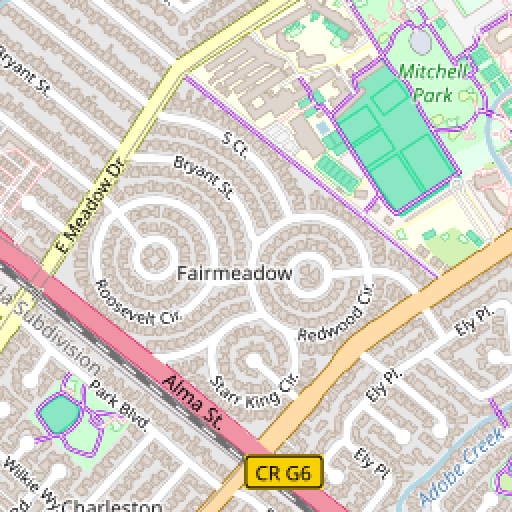 Mitchell
Park
Bryant St.
S Ct.
Bryant St.
E Meadow Dr.
Fairmeadow
Roosevelt Cir.
Redwood Cir.
Subdivision
Ely Pl.
Starr King Cir.
Alma St.
Ely Pl.
Park Blvd.
Ely Pl.
CR G6
Adobe Creek
Wilkie Wy.
Charleston